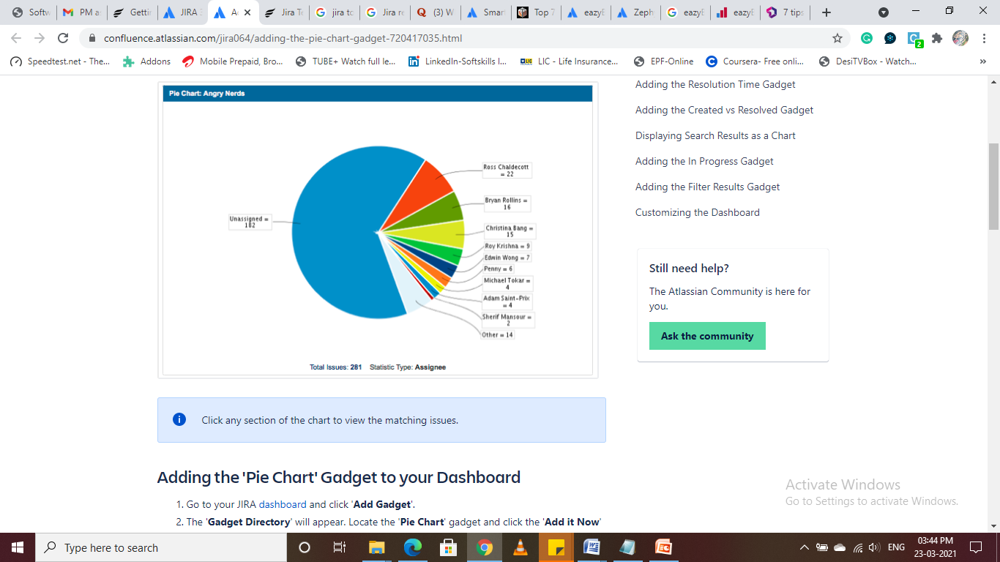 Softw
PM a
Gettir
JIRA
A
Jira Te
jira to
Jira re
(3) W
Smar
Top 7
eazyE
Zeph
eazyE
eazyE
7 tips
confluence.atlassian.com/jira064/adding-the-pie-chart-gadget-720417035.html
Speedtest.net - The...
Addons
Mobile Prepaid, Bro...
TUBE+ Watch full le...
LinkedIn-Softskills I...
LIC - Life Insurance...
EPF-Online
Coursera- Free onli...
DesiTVBox - Watch...
»
Pie Chart: Angry Nerds
Ross Chaldecott
= 22
Bryan Rollins =
16
Unassigned =
182
Christina Bang =
15
Roy Krishna = 9
Edwin Wong = 7
Penny = 6
Michael Tokar =
4
Adam Saint-Prix
= 4
Sherif Mansour =
2
Other = 14
Total Issues: 281 Statistic Type: Assignee
Click any section of the chart to view the matching issues.
Adding the 'Pie Chart' Gadget to your Dashboard
1. Go to your JIRA dashboard and click 'Add Gadget'.
2. The 'Gadget Directory' will appear. Locate the 'Pie Chart' gadget and click the 'Add it Now'
Adding the Resolution Time Gadget
Adding the Created vs Resolved Gadget
Displaying Search Results as a Chart
Adding the In Progress Gadget
Adding the Filter Results Gadget
Customizing the Dashboard
Still need help?
The Atlassian Community is here for
you.
Ask the community
Activate Windows
Go to Settings to activate Windows.
Type here to search
ENG
03:44 PM
23-03-2021